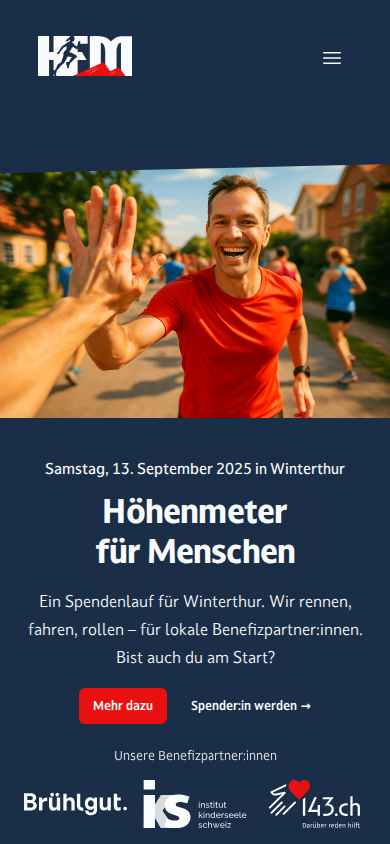 HFM
Samstag, 13. September 2025 in Winterthur
Höhenmeter
für Menschen
Ein Spendenlauf für Winterthur. Wir rennen,
fahren, rollen – für lokale Benefizpartner:innen.
Bist auch du am Start?
Mehr dazu
Spender:in werden →
Unsere Benefizpartner:innen
Brühlgut.
iks
institut
kinderseele
schweiz
143.ch
Darüber reden hilft